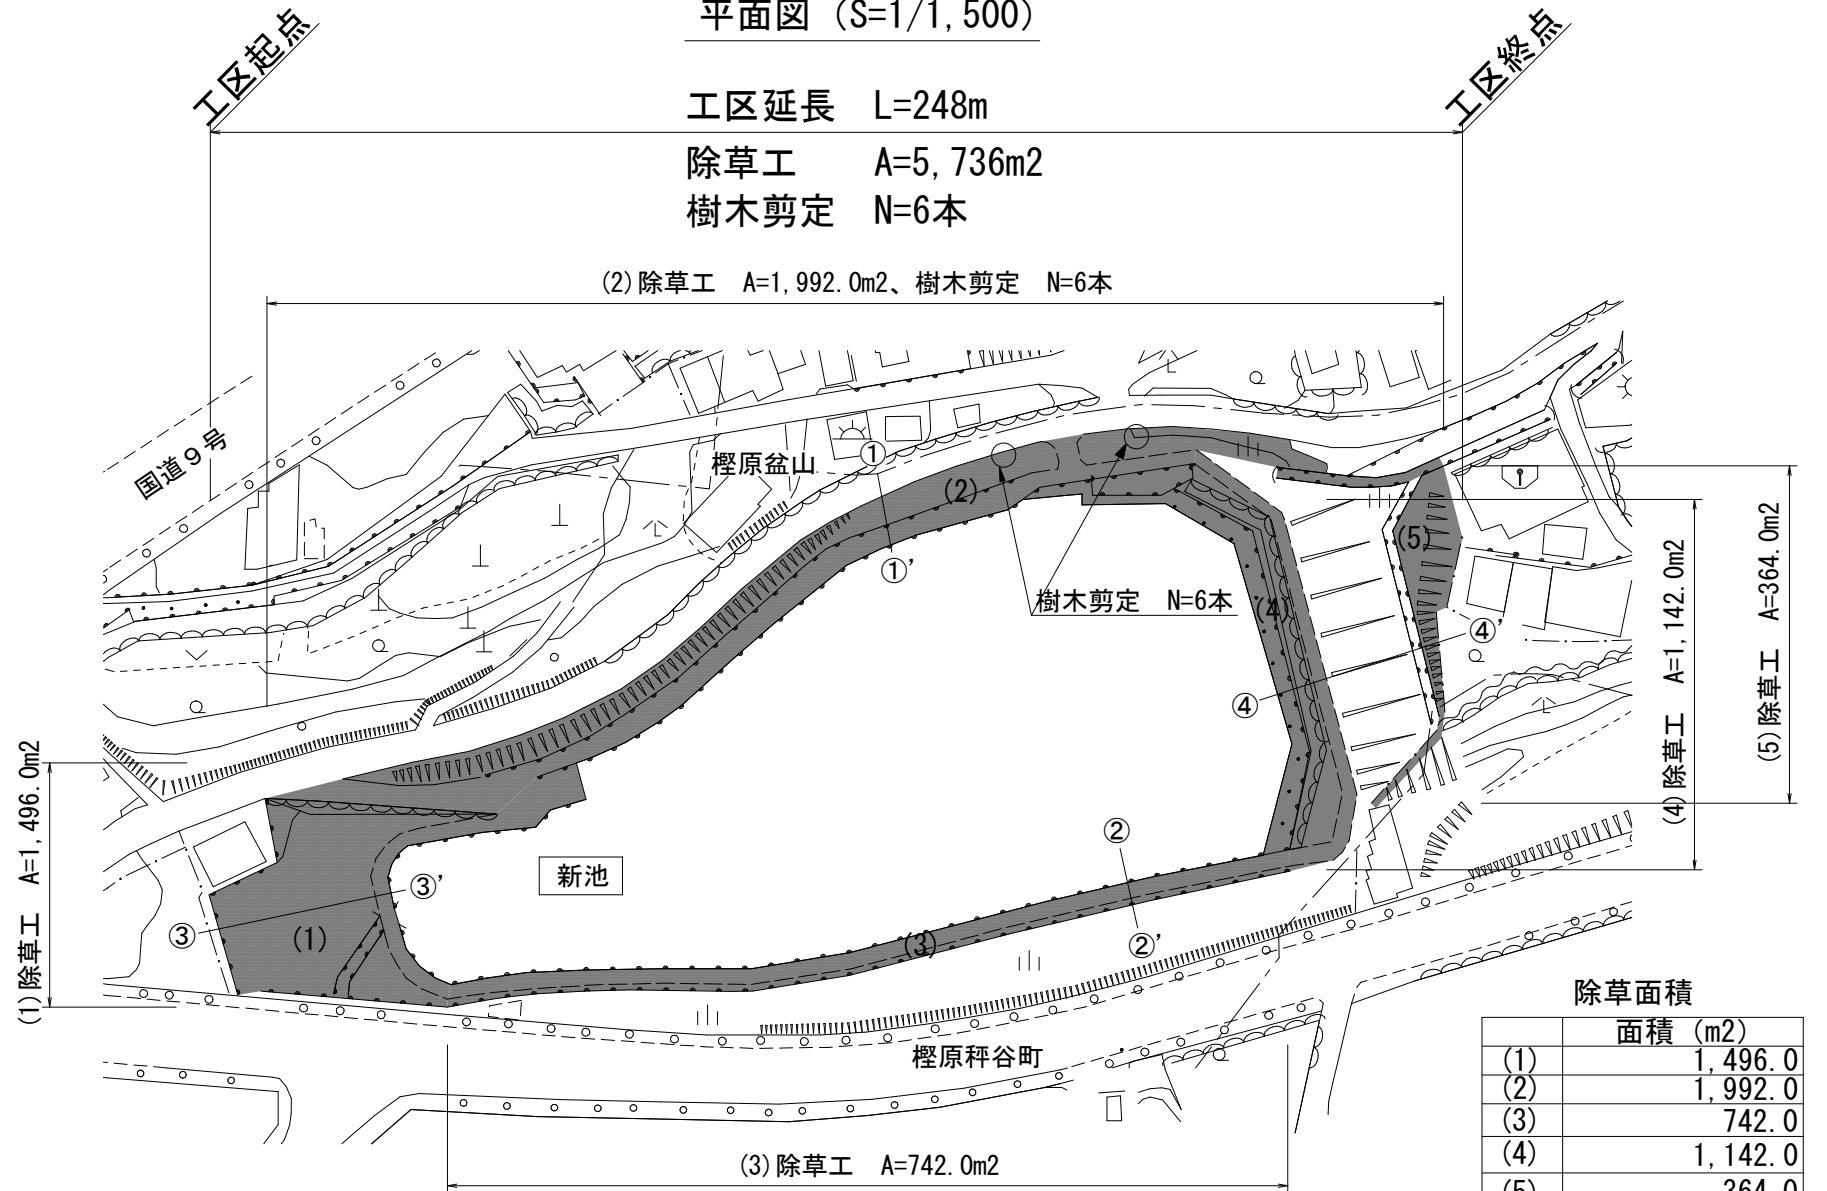 平面図（S=1/1,500）
工区起点
工区終点
工区延長　L=248m
除草工　　A=5,736m2
樹木剪定　N=6本
(2)除草工　A=1,992.0m2、樹木剪定　N=6本
国道９号
樫原盆山
①
(2)
①’
(5)
樹木剪定　N=6本
(4)
④’
④
(4)除草工　A=1,142.0m2
(5)除草工　A=364.0m2
(1)除草工　A=1,496.0m2
新池
②
③’
③
(1)
(3)
②’
樫原秤谷町
(3)除草工　A=742.0m2
除草面積
面積（m2）
(1)　1,496.0
(2)　1,992.0
(3)　742.0
(4)　1,142.0
(5)　364.0